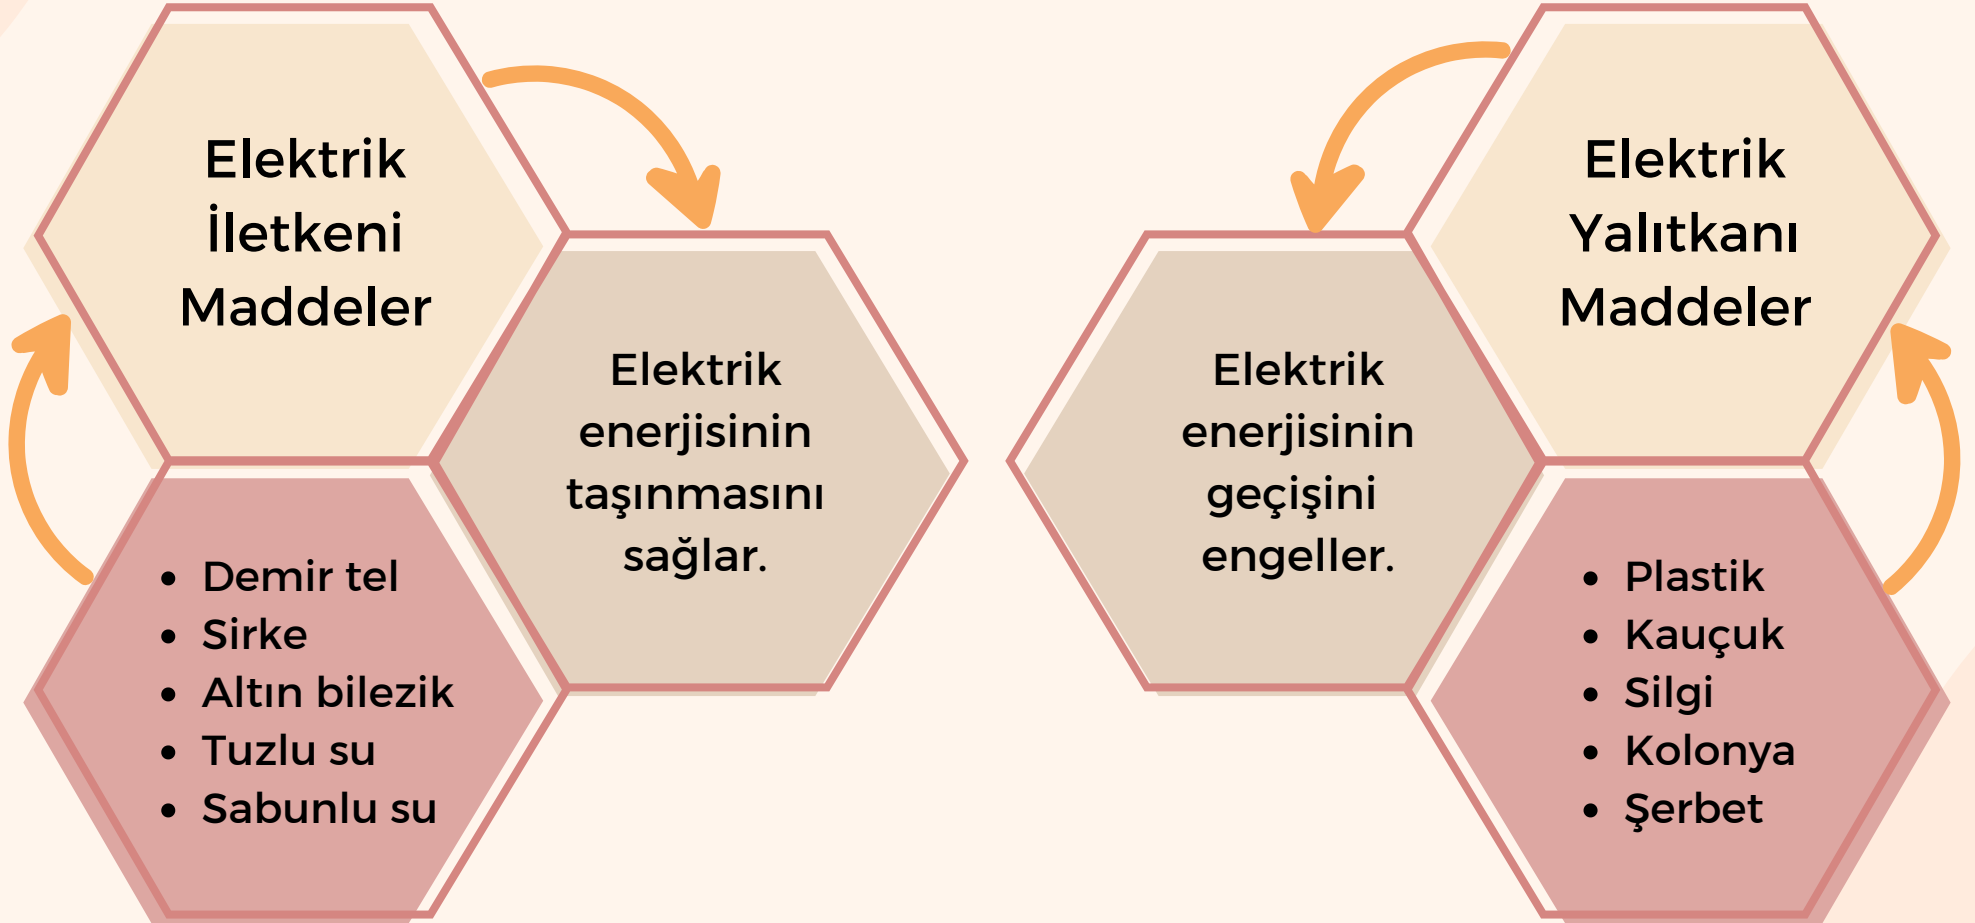 Elektrik
İletkeni
Maddeler
Elektrik
enerjisinin
taşınmasını
sağlar.
• Demir tel
• Sirke
• Altın bilezik
• Tuzlu su
• Sabunlu su
Elektrik
Yalıtkanı
Maddeler
Elektrik
enerjisinin
geçişini
engeller.
• Plastik
• Kauçuk
• Silgi
• Kolonya
• Şerbet